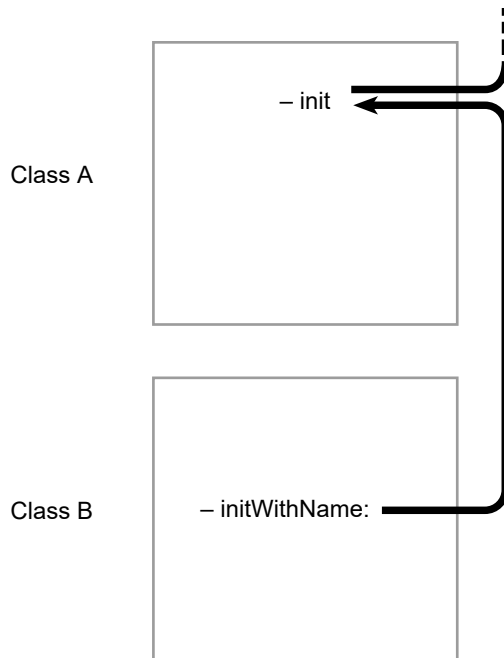 – init
Class A
Class B
– initWithName: